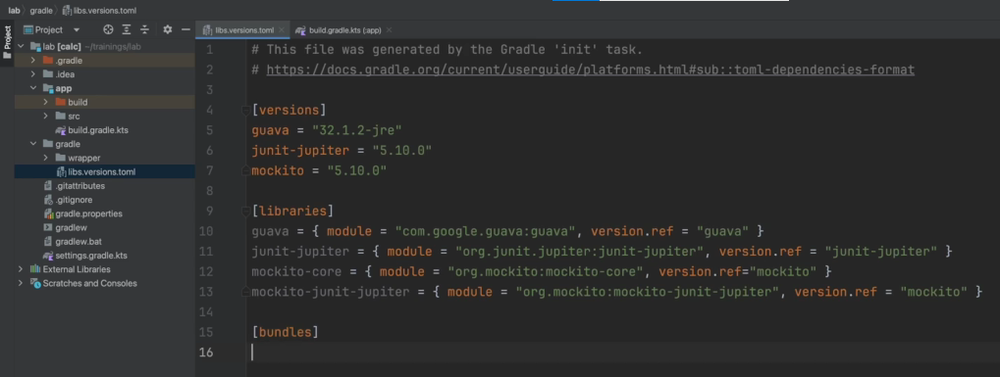 lab gradle libs.versions.toml
Project
Project
libs.versions.toml build.gradle.kts (:app)
lab [calc] ~/trainings/lab
.gradle
.idea
app
build
src
build.gradle.kts
gradle
wrapper
libs.versions.toml
.gitattributes
.gitignore
gradle.properties
gradlew
gradlew.bat
settings.gradle.kts
External Libraries
Scratches and Consoles
1 # This file was generated by the Gradle 'init' task.
2 # https://docs.gradle.org/current/userguide/platforms.html#sub::toml-dependencies-format
3
4 [versions]
5 guava = "32.1.2-jre"
6 junit-jupiter = "5.10.0"
7 mockito = "5.10.0"
8
9 [libraries]
10 guava = { module = "com.google.guava:guava", version.ref = "guava" }
11 junit-jupiter = { module = "org.junit.jupiter:junit-jupiter", version.ref = "junit-jupiter" }
12 mockito-core = { module = "org.mockito:mockito-core", version.ref="mockito" }
13 mockito-junit-jupiter = { module = "org.mockito:mockito-junit-jupiter", version.ref = "mockito" }
14
15 [bundles]
16